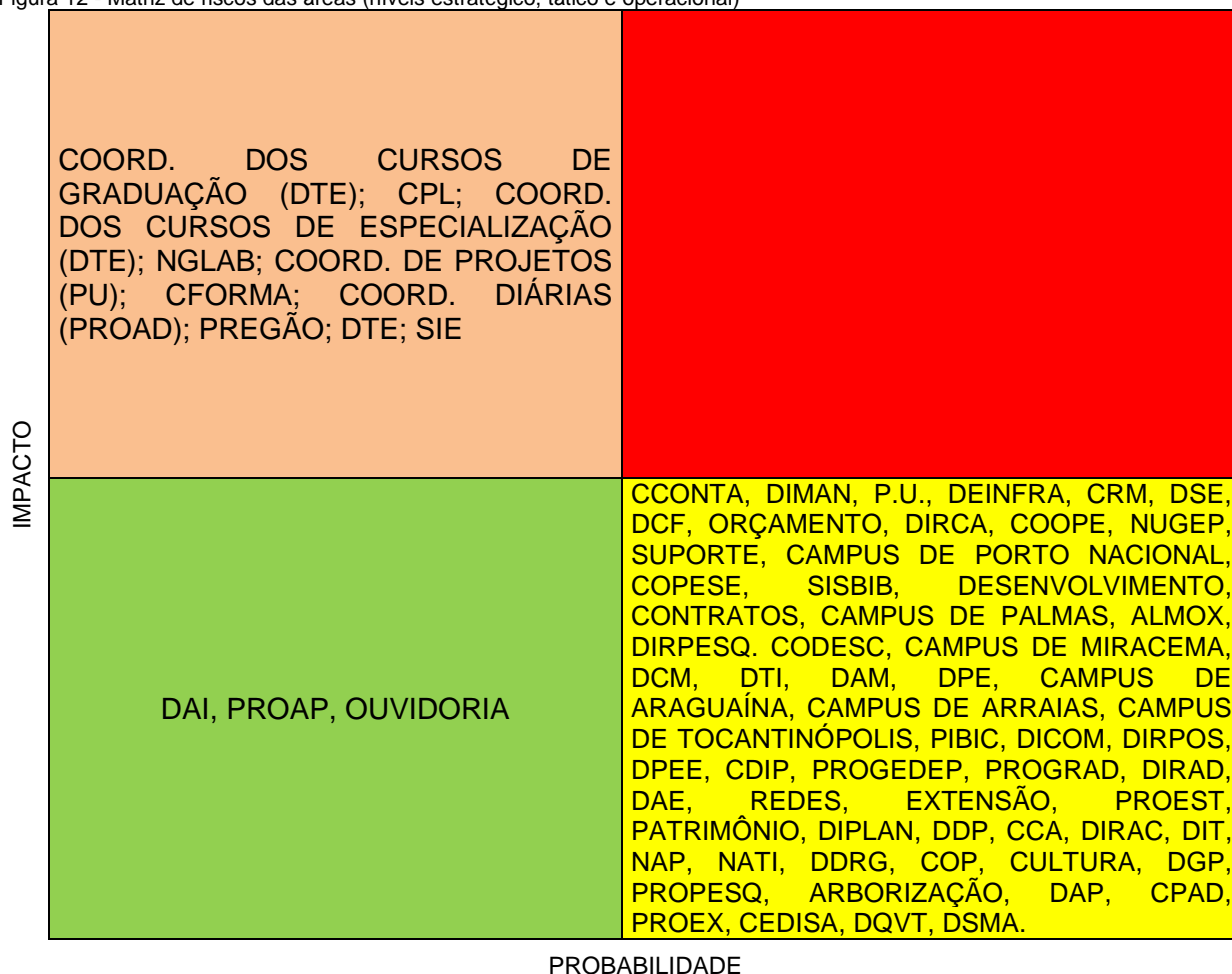 Figura 12 - Matriz de riscos das áreas (níveis estratégico, tático e operacional)
COORD. DOS CURSOS DE
GRADUAÇÃO (DTE); CPL; COORD.
DOS CURSOS DE ESPECIALIZAÇÃO
(DTE); NGLAB; COORD. DE PROJETOS
(PU); CFORMA; COORD. DIÁRIAS
(PROAD); PREGÃO; DTE; SIE
IMPACTO
DAI, PROAP, OUVIDORIA
CCONTA, DIMAN, P.U., DEINFRA, CRM, DSE,
DCF, ORÇAMENTO, DIRCA, COOPE, NUGEP,
SUPORTE, CAMPUS DE PORTO NACIONAL,
COPESE, SISBIB, DESENVOLVIMENTO,
CONTRATOS, CAMPUS DE PALMAS, ALMOX,
DIRPESQ. CODESC, CAMPUS DE MIRACEMA,
DCM, DTI, DAM, DPE, CAMPUS DE
ARAGUAÍNA, CAMPUS DE ARRAIAS, CAMPUS
DE TOCANTINÓPOLIS, PIBIC, DICOM, DIRPOS,
DPEE, CDIP, PROGEDEP, PROGRAD, DIRAD,
DAE, REDES, EXTENSÃO, PROEST,
PATRIMÔNIO, DIPLAN, DDP, CCA, DIRAC, DIT,
NAP, NATI, DDRG, COP, CULTURA, DGP,
PROPESQ, ARBORIZAÇÃO, DAP, CPAD,
PROEX, CEDISA, DQVT, DSMA.
PROBABILIDADE